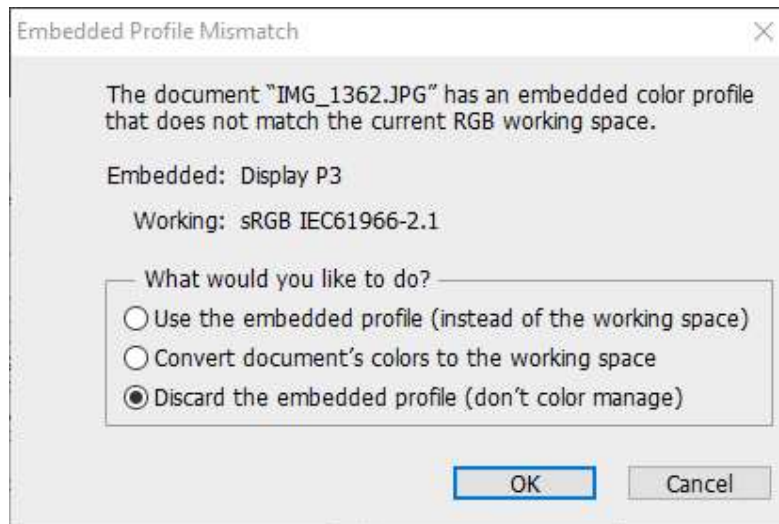 Embedded Profile Mismatch
The document “IMG_1362.JPG” has an embedded color profile
that does not match the current RGB working space.
Embedded: Display P3
Working: sRGB IEC61966-2.1
What would you like to do?
Use the embedded profile (instead of the working space)
Convert document’s colors to the working space
Discard the embedded profile (don’t color manage)
OK Cancel